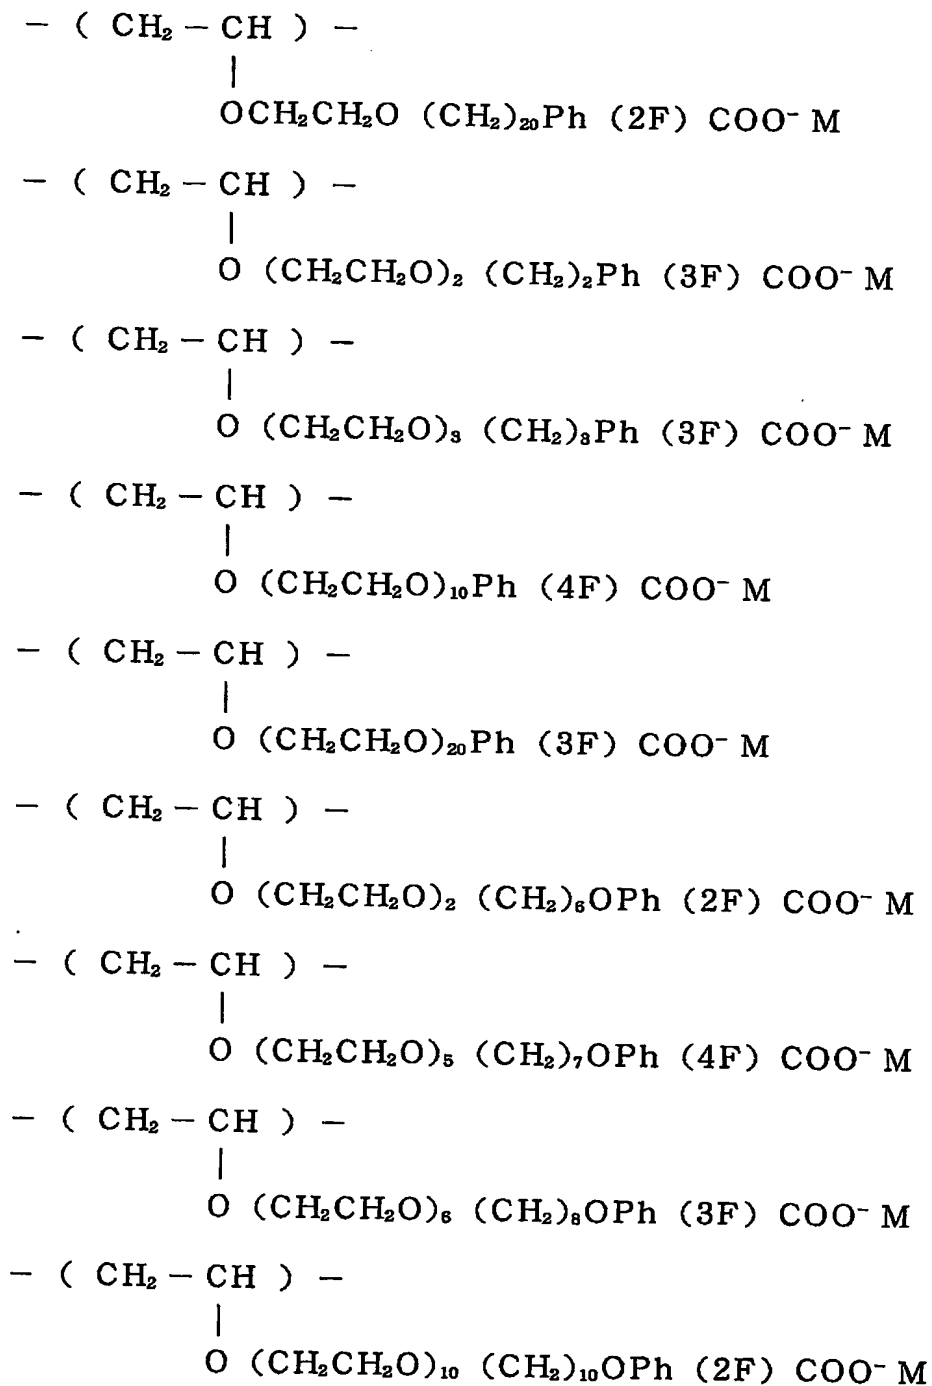 − ( CH₂ − CH ) −
|
OCH₂CH₂O (CH₂)₂₀Ph (2F) COO⁻ M
− ( CH₂ − CH ) −
|
O (CH₂CH₂O)₂ (CH₂)₂Ph (3F) COO⁻ M
− ( CH₂ − CH ) −
|
O (CH₂CH₂O)₃ (CH₂)₃Ph (3F) COO⁻ M
− ( CH₂ − CH ) −
|
O (CH₂CH₂O)₁₀Ph (4F) COO⁻ M
− ( CH₂ − CH ) −
|
O (CH₂CH₂O)₂₀Ph (3F) COO⁻ M
− ( CH₂ − CH ) −
|
O (CH₂CH₂O)₂ (CH₂)₆OPh (2F) COO⁻ M
− ( CH₂ − CH ) −
|
O (CH₂CH₂O)₅ (CH₂)₇OPh (4F) COO⁻ M
− ( CH₂ − CH ) −
|
O (CH₂CH₂O)₆ (CH₂)₈OPh (3F) COO⁻ M
− ( CH₂ − CH ) −
|
O (CH₂CH₂O)₁₀ (CH₂)₁₀OPh (2F) COO⁻ M